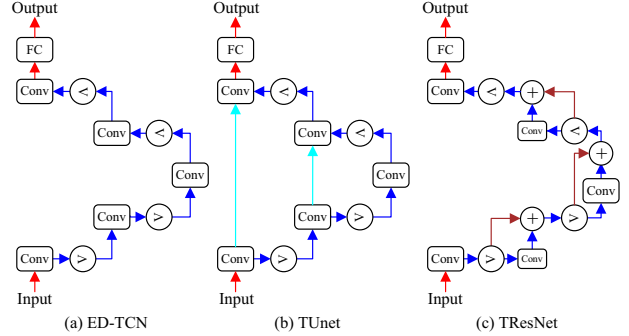 Output Output Output
FC FC FC
Conv < Conv < Conv < +
Conv < Conv < Conv <
+
Conv Conv Conv
Conv > Conv > + >
Conv > Conv > Conv > Conv
Input Input Input
(a) ED-TCN (b) TUnet (c) TResNet